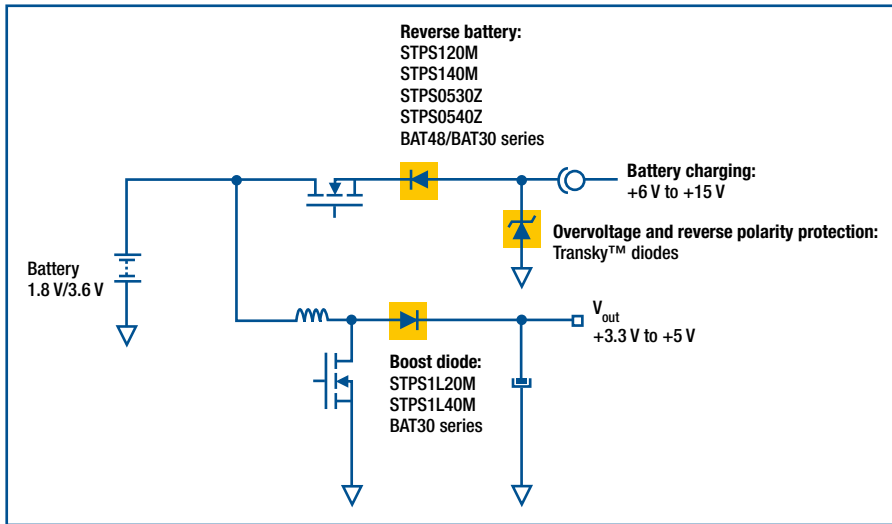 Reverse battery:
STPS120M
STPS140M
STPS0530Z
STPS0540Z
BAT48/BAT30 series
Battery charging:
+6 V to +15 V
Overvoltage and reverse polarity protection:
Transky™ diodes
Battery
1.8 V/3.6 V
Vout
+3.3 V to +5 V
Boost diode:
STPS1L20M
STPS1L40M
BAT30 series